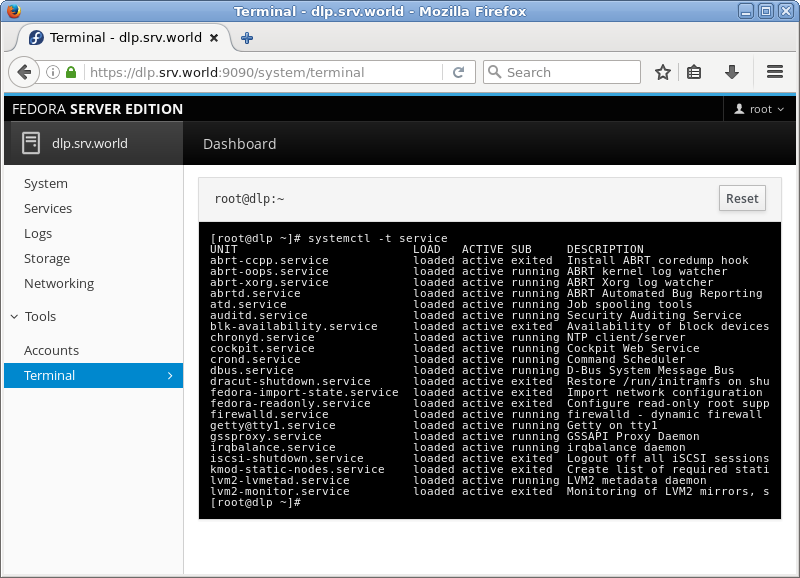 Terminal - dlp.srv.world - Mozilla Firefox
Terminal - dlp.srv.world
https://dlp.srv.world:9090/system/terminal
Search
FEDORA SERVER EDITION
root
dlp.srv.world
Dashboard
System
Services
Logs
Storage
Networking
Tools
Accounts
Terminal
root@dlp:~
Reset
[root@dlp ~]# systemctl -t service
UNIT LOAD ACTIVE SUB DESCRIPTION
abrt-ccpp.service loaded active exited Install ABRT coredump hook
abrt-oops.service loaded active running ABRT kernel log watcher
abrt-xorg.service loaded active running ABRT Xorg log watcher
abrtd.service loaded active running ABRT Automated Bug Reporting
atd.service loaded active running Job spooling tools
auditd.service loaded active running Security Auditing Service
blk-availability.service loaded active exited Availability of block devices
chronyd.service loaded active running NTP client/server
cockpit.service loaded active running Cockpit Web Service
crond.service loaded active running Command Scheduler
dbus.service loaded active running D-Bus System Message Bus
dracut-shutdown.service loaded active exited Restore /run/initramfs on shu
fedora-import-state.service loaded active exited Import network configuration
fedora-readonly.service loaded active exited Configure read-only root supp
firewalld.service loaded active running firewalld - dynamic firewall
getty@tty1.service loaded active running Getty on tty1
gssproxy.service loaded active running GSSAPI Proxy Daemon
irqbalance.service loaded active running irqbalance daemon
iscsi-shutdown.service loaded active exited Logout off all iSCSI sessions
kmod-static-nodes.service loaded active exited Create list of required stati
lvm2-lvmetad.service loaded active running LVM2 metadata daemon
lvm2-monitor.service loaded active exited Monitoring of LVM2 mirrors, s
[root@dlp ~]#